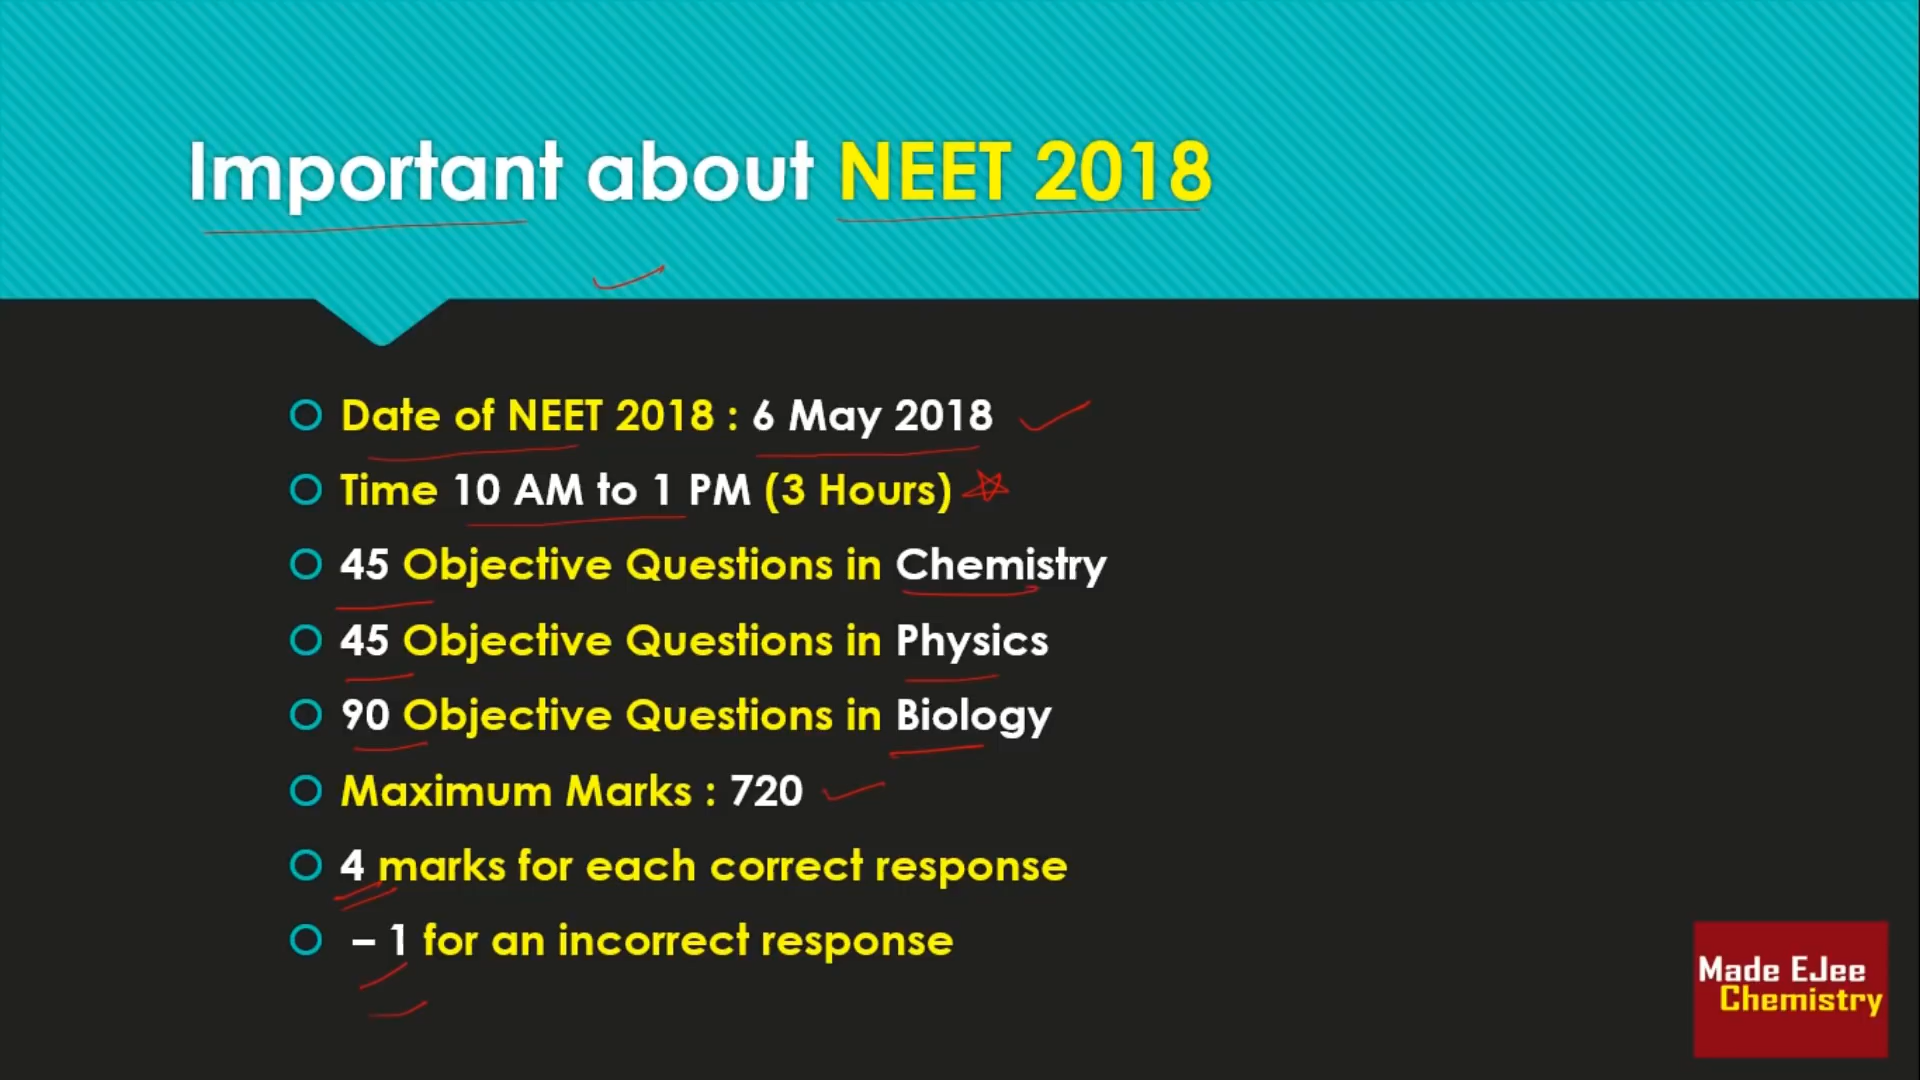 Important about NEET 2018
Date of NEET 2018 : 6 May 2018
Time 10 AM to 1 PM (3 Hours)
45 Objective Questions in Chemistry
45 Objective Questions in Physics
90 Objective Questions in Biology
Maximum Marks : 720
4 marks for each correct response
– 1 for an incorrect response
Made EJee
Chemistry